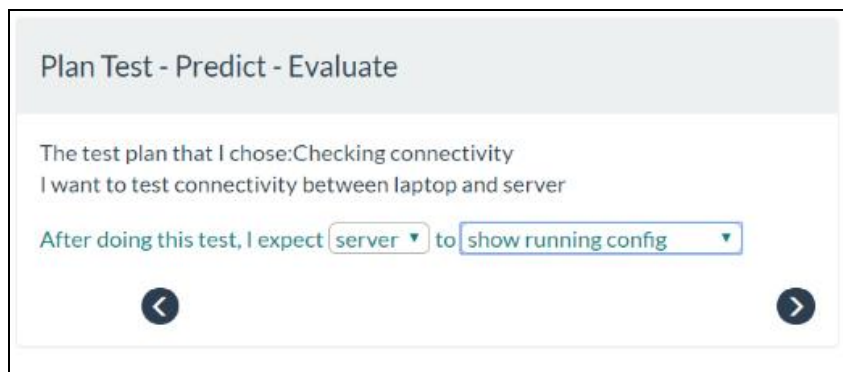 Plan Test - Predict - Evaluate
The test plan that I chose:Checking connectivity
I want to test connectivity between laptop and server
After doing this test, I expect server to show running config